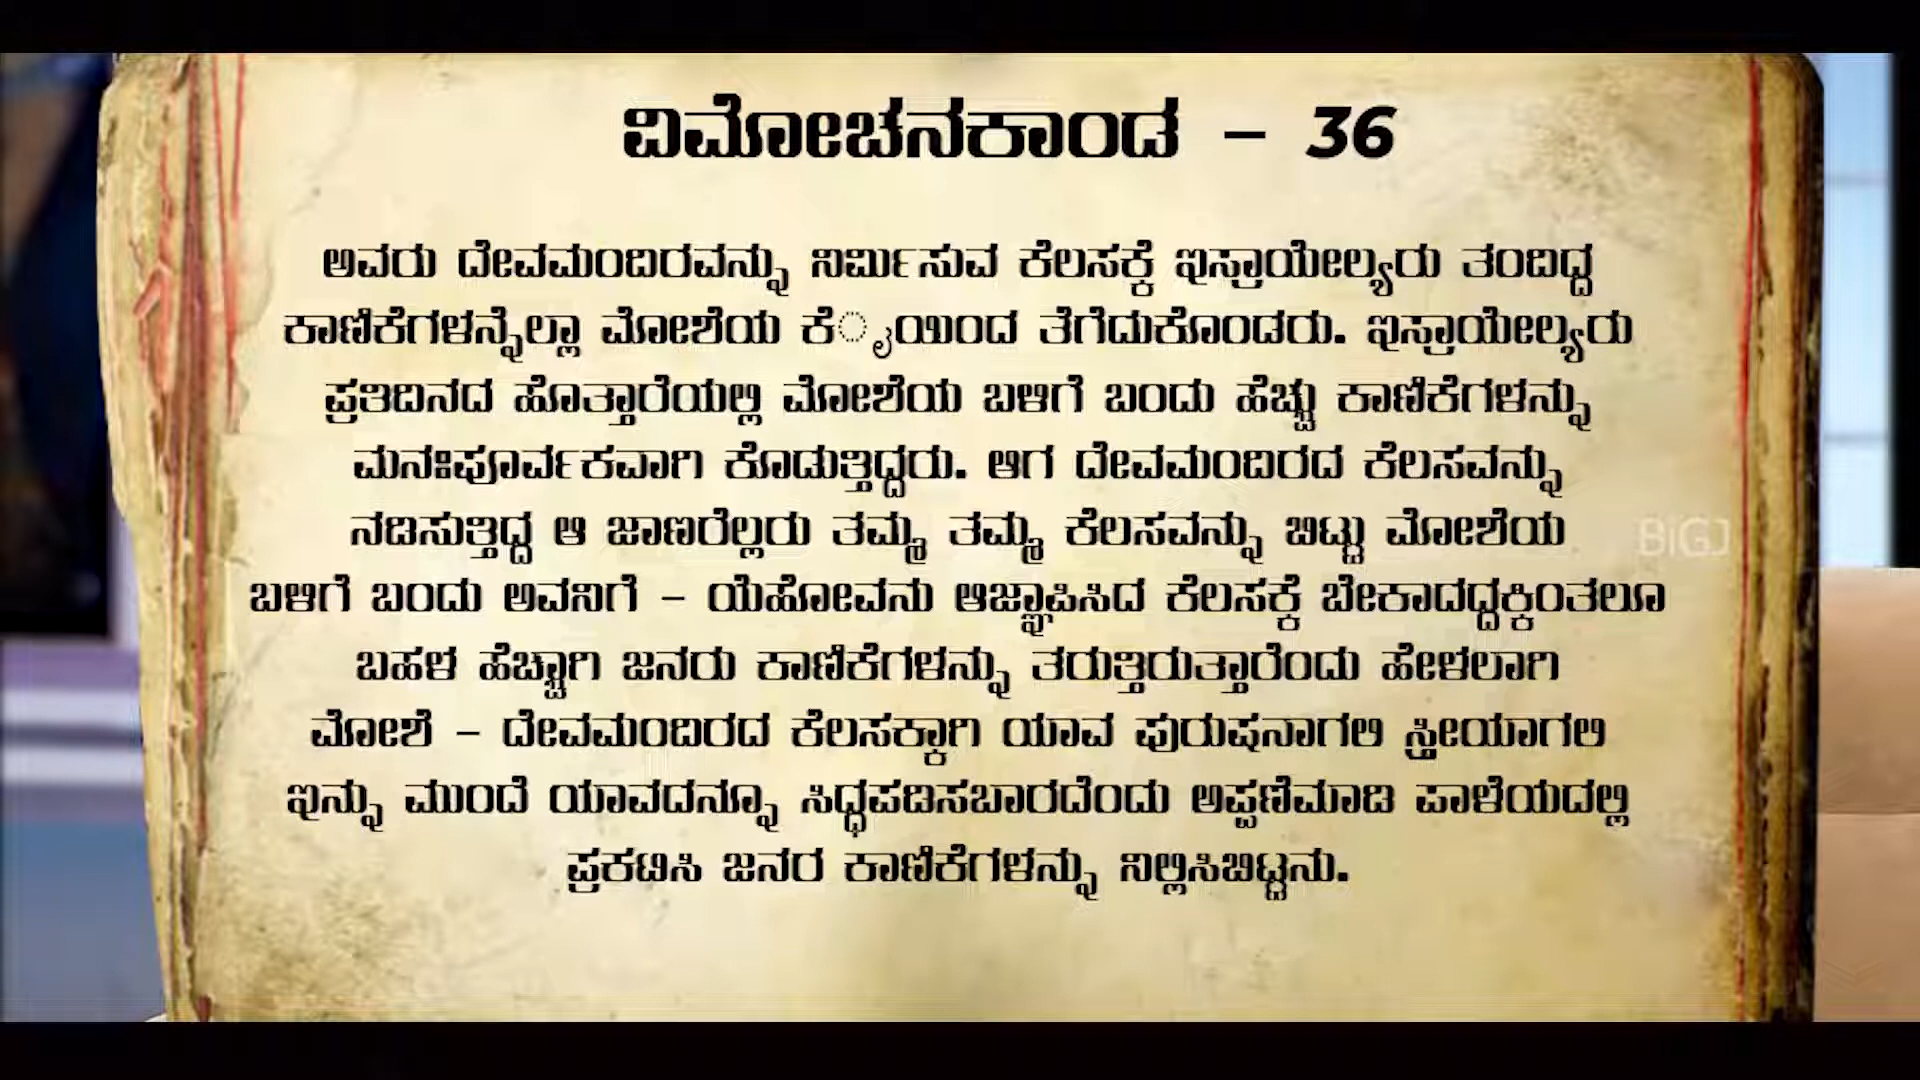 ವಿಮೋಚನಕಾಂಡ – 36
ಅವರು ದೇವಮಂದಿರವನ್ನು ನಿರ್ಮಿಸುವ ಕೆಲಸಕ್ಕೆ ಇಸ್ರಾಯೇಲ್ಯರು ತಂದಿದ್ದ
ಕಾಣಿಕೆಗಳನ್ನೆಲ್ಲಾ ಮೋಶೆಯ ಕೈಯಿಂದ ತೆಗೆದುಕೊಂಡರು. ಇಸ್ರಾಯೇಲ್ಯರು
ಪ್ರತಿದಿನದ ಹೊತ್ತಾರೆಯಲ್ಲಿ ಮೋಶೆಯ ಬಳಿಗೆ ಬಂದು ಹೆಚ್ಚು ಕಾಣಿಕೆಗಳನ್ನು
ಮನಃಪೂರ್ವಕವಾಗಿ ಕೊಡುತ್ತಿದ್ದರು. ಆಗ ದೇವಮಂದಿರದ ಕೆಲಸವನ್ನು
ನಡಿಸುತ್ತಿದ್ದ ಆ ಜಾಣರೆಲ್ಲರು ತಮ್ಮ ತಮ್ಮ ಕೆಲಸವನ್ನು ಬಿಟ್ಟು ಮೋಶೆಯ
BiGJ
ಬಳಿಗೆ ಬಂದು ಅವನಿಗೆ – ಯೆಹೋವನು ಆಜ್ಞಾಪಿಸಿದ ಕೆಲಸಕ್ಕೆ ಬೇಕಾದದ್ದಕ್ಕಿಂತಲೂ
ಬಹಳ ಹೆಚ್ಚಾಗಿ ಜನರು ಕಾಣಿಕೆಗಳನ್ನು ತರುತ್ತಿರುತ್ತಾರೆಂದು ಹೇಳಲಾಗಿ
ಮೋಶೆ – ದೇವಮಂದಿರದ ಕೆಲಸಕ್ಕಾಗಿ ಯಾವ ಪುರುಷನಾಗಲಿ ಸ್ತ್ರೀಯಾಗಲಿ
ಇನ್ನು ಮುಂದೆ ಯಾವದನ್ನೂ ಸಿದ್ಧಪಡಿಸಬಾರದೆಂದು ಅಪ್ಪಣೆಮಾಡಿ ಪಾಳೆಯದಲ್ಲಿ
ಪ್ರಕಟಿಸಿ ಜನರ ಕಾಣಿಕೆಗಳನ್ನು ನಿಲ್ಲಿಸಿಬಿಟ್ಟನು.